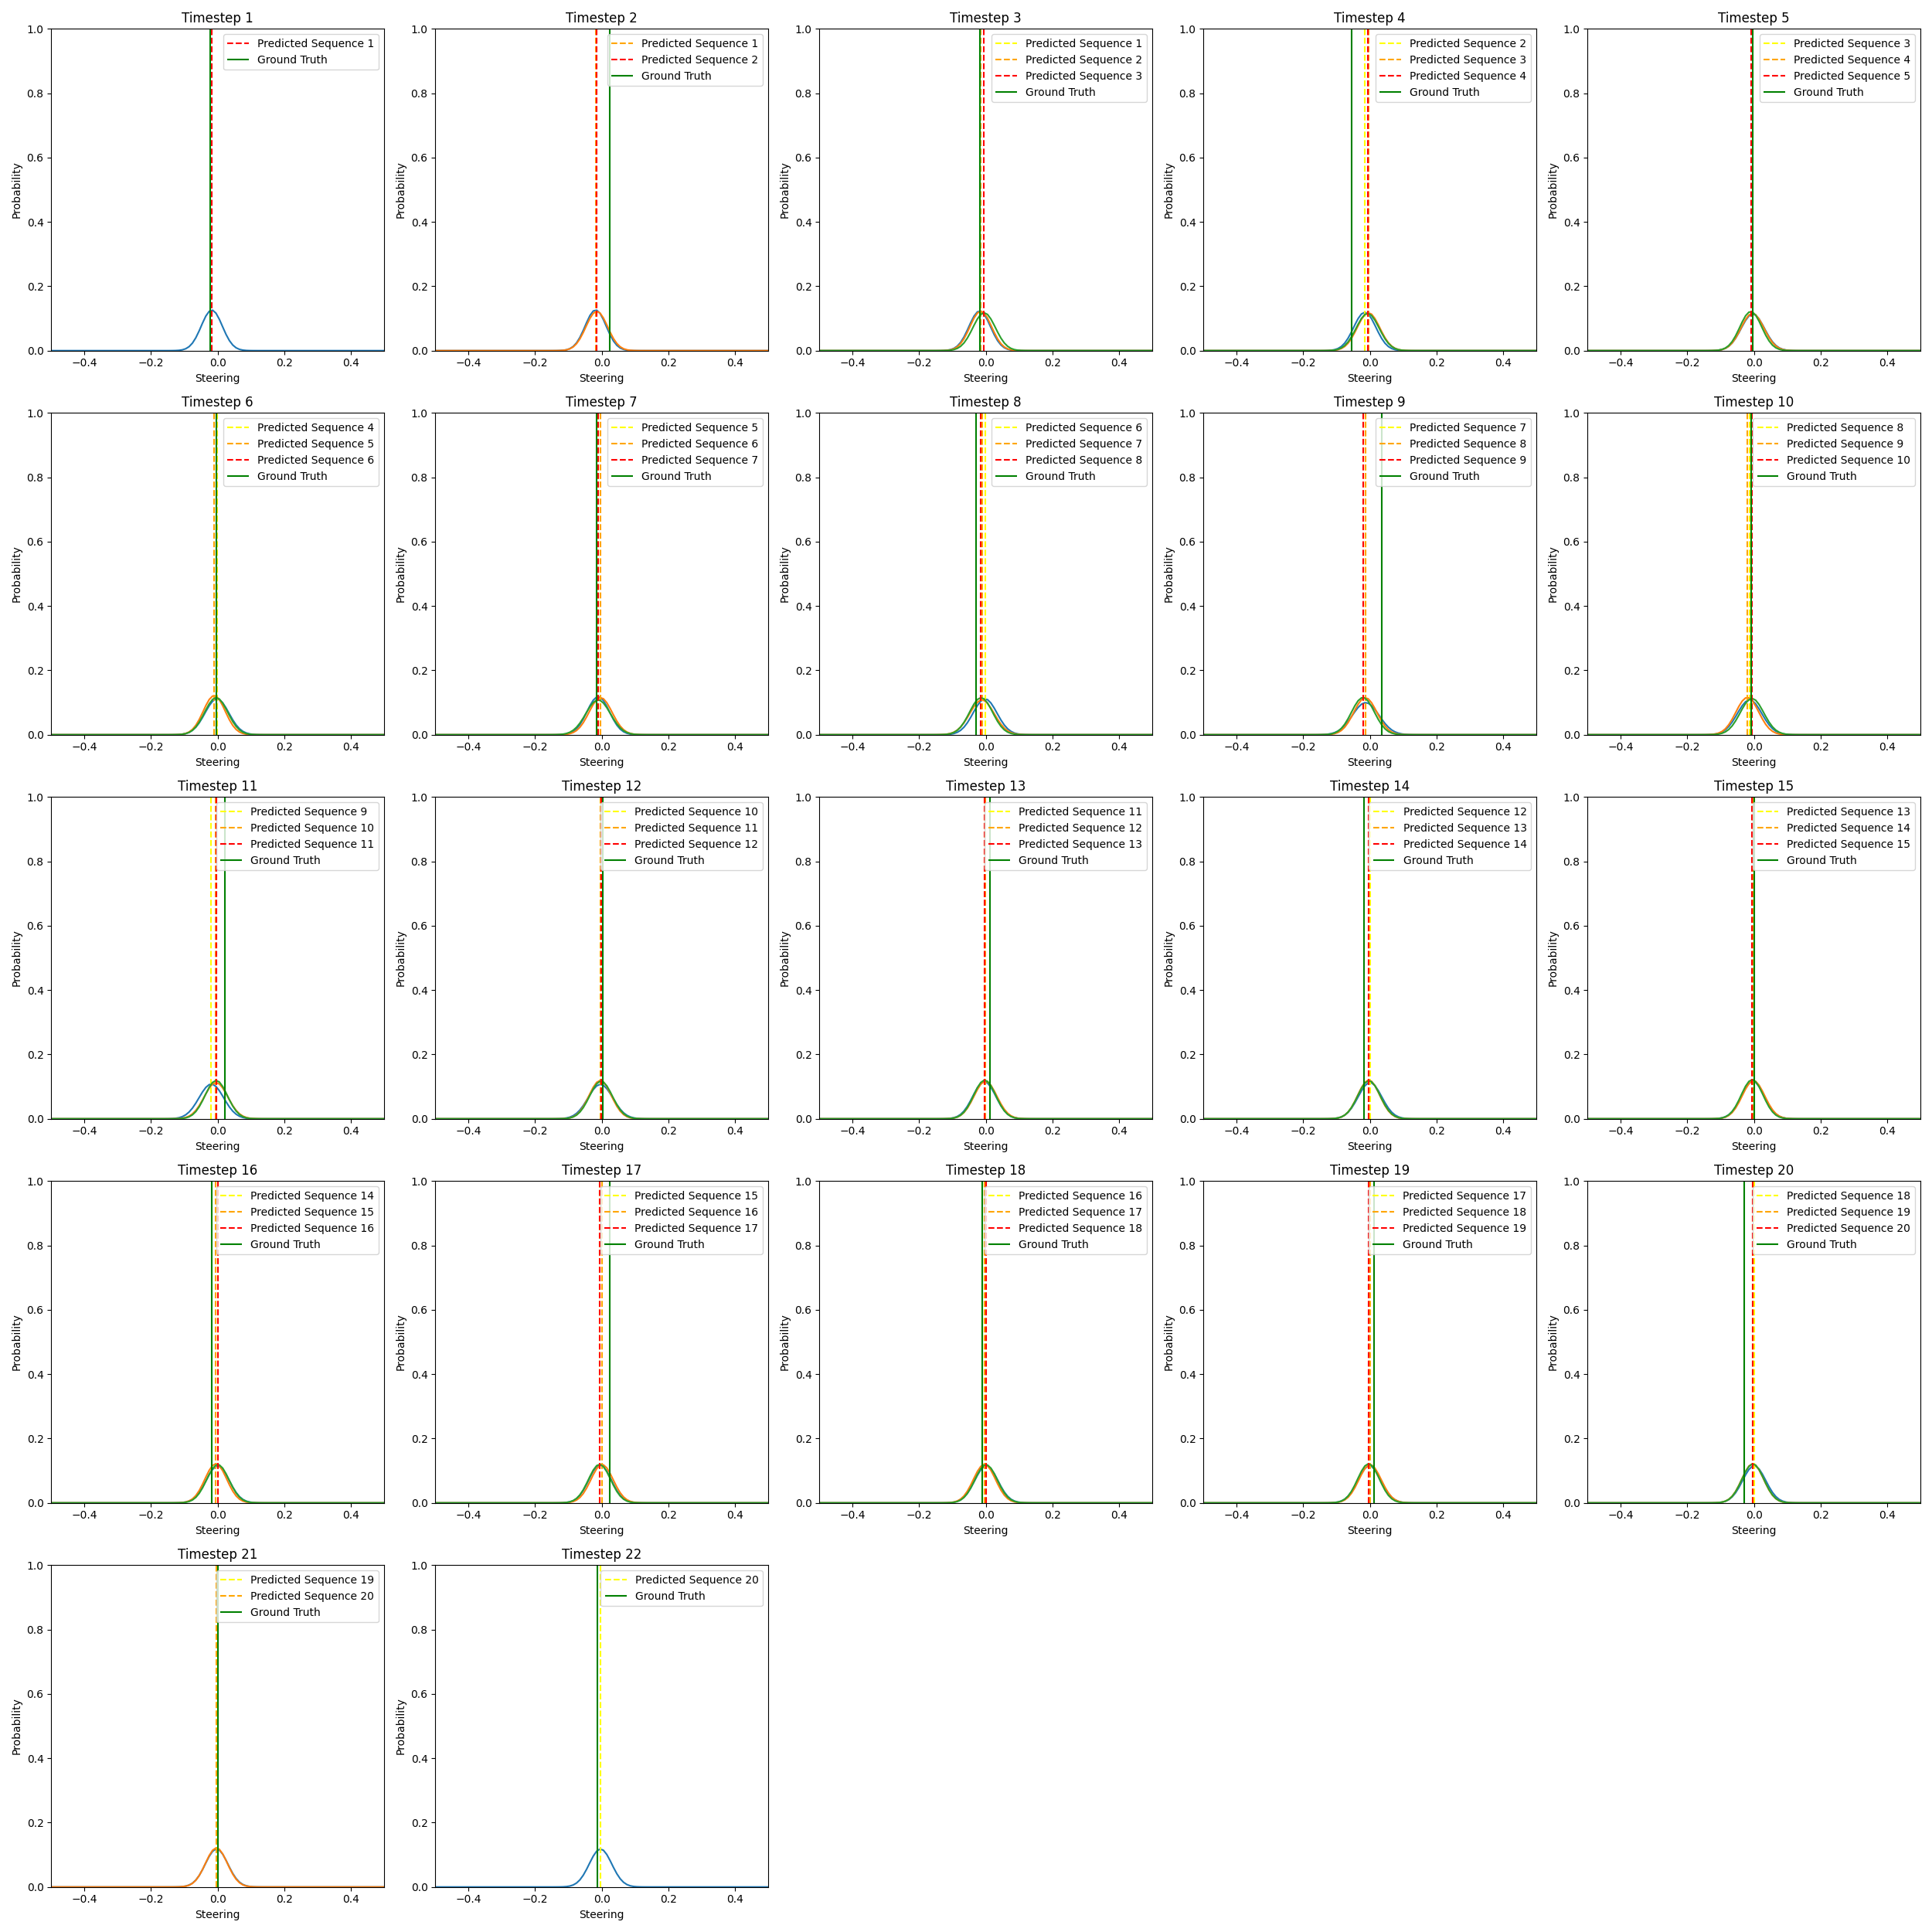 Timestep 1
1.0
0.8
0.6
0.4
0.2
0.0
Probability
−0.4 −0.2 0.0 0.2 0.4
Steering
Predicted Sequence 1
Ground Truth
Timestep 2
1.0
0.8
0.6
0.4
0.2
0.0
Probability
−0.4 −0.2 0.0 0.2 0.4
Steering
Predicted Sequence 1
Predicted Sequence 2
Ground Truth
Timestep 3
1.0
0.8
0.6
0.4
0.2
0.0
Probability
−0.4 −0.2 0.0 0.2 0.4
Steering
Predicted Sequence 1
Predicted Sequence 2
Predicted Sequence 3
Ground Truth
Timestep 4
1.0
0.8
0.6
0.4
0.2
0.0
Probability
−0.4 −0.2 0.0 0.2 0.4
Steering
Predicted Sequence 2
Predicted Sequence 3
Predicted Sequence 4
Ground Truth
Timestep 5
1.0
0.8
0.6
0.4
0.2
0.0
Probability
−0.4 −0.2 0.0 0.2 0.4
Steering
Predicted Sequence 3
Predicted Sequence 4
Predicted Sequence 5
Ground Truth
Timestep 6
1.0
0.8
0.6
0.4
0.2
0.0
Probability
−0.4 −0.2 0.0 0.2 0.4
Steering
Predicted Sequence 4
Predicted Sequence 5
Predicted Sequence 6
Ground Truth
Timestep 7
1.0
0.8
0.6
0.4
0.2
0.0
Probability
−0.4 −0.2 0.0 0.2 0.4
Steering
Predicted Sequence 5
Predicted Sequence 6
Predicted Sequence 7
Ground Truth
Timestep 8
1.0
0.8
0.6
0.4
0.2
0.0
Probability
−0.4 −0.2 0.0 0.2 0.4
Steering
Predicted Sequence 6
Predicted Sequence 7
Predicted Sequence 8
Ground Truth
Timestep 9
1.0
0.8
0.6
0.4
0.2
0.0
Probability
−0.4 −0.2 0.0 0.2 0.4
Steering
Predicted Sequence 7
Predicted Sequence 8
Predicted Sequence 9
Ground Truth
Timestep 10
1.0
0.8
0.6
0.4
0.2
0.0
Probability
−0.4 −0.2 0.0 0.2 0.4
Steering
Predicted Sequence 8
Predicted Sequence 9
Predicted Sequence 10
Ground Truth
Timestep 11
1.0
0.8
0.6
0.4
0.2
0.0
Probability
−0.4 −0.2 0.0 0.2 0.4
Steering
Predicted Sequence 9
Predicted Sequence 10
Predicted Sequence 11
Ground Truth
Timestep 12
1.0
0.8
0.6
0.4
0.2
0.0
Probability
−0.4 −0.2 0.0 0.2 0.4
Steering
Predicted Sequence 10
Predicted Sequence 11
Predicted Sequence 12
Ground Truth
Timestep 13
1.0
0.8
0.6
0.4
0.2
0.0
Probability
−0.4 −0.2 0.0 0.2 0.4
Steering
Predicted Sequence 11
Predicted Sequence 12
Predicted Sequence 13
Ground Truth
Timestep 14
1.0
0.8
0.6
0.4
0.2
0.0
Probability
−0.4 −0.2 0.0 0.2 0.4
Steering
Predicted Sequence 12
Predicted Sequence 13
Predicted Sequence 14
Ground Truth
Timestep 15
1.0
0.8
0.6
0.4
0.2
0.0
Probability
−0.4 −0.2 0.0 0.2 0.4
Steering
Predicted Sequence 13
Predicted Sequence 14
Predicted Sequence 15
Ground Truth
Timestep 16
1.0
0.8
0.6
0.4
0.2
0.0
Probability
−0.4 −0.2 0.0 0.2 0.4
Steering
Predicted Sequence 14
Predicted Sequence 15
Predicted Sequence 16
Ground Truth
Timestep 17
1.0
0.8
0.6
0.4
0.2
0.0
Probability
−0.4 −0.2 0.0 0.2 0.4
Steering
Predicted Sequence 15
Predicted Sequence 16
Predicted Sequence 17
Ground Truth
Timestep 18
1.0
0.8
0.6
0.4
0.2
0.0
Probability
−0.4 −0.2 0.0 0.2 0.4
Steering
Predicted Sequence 16
Predicted Sequence 17
Predicted Sequence 18
Ground Truth
Timestep 19
1.0
0.8
0.6
0.4
0.2
0.0
Probability
−0.4 −0.2 0.0 0.2 0.4
Steering
Predicted Sequence 17
Predicted Sequence 18
Predicted Sequence 19
Ground Truth
Timestep 20
1.0
0.8
0.6
0.4
0.2
0.0
Probability
−0.4 −0.2 0.0 0.2 0.4
Steering
Predicted Sequence 18
Predicted Sequence 19
Predicted Sequence 20
Ground Truth
Timestep 21
1.0
0.8
0.6
0.4
0.2
0.0
Probability
−0.4 −0.2 0.0 0.2 0.4
Steering
Predicted Sequence 19
Predicted Sequence 20
Ground Truth
Timestep 22
1.0
0.8
0.6
0.4
0.2
0.0
Probability
−0.4 −0.2 0.0 0.2 0.4
Steering
Predicted Sequence 20
Ground Truth